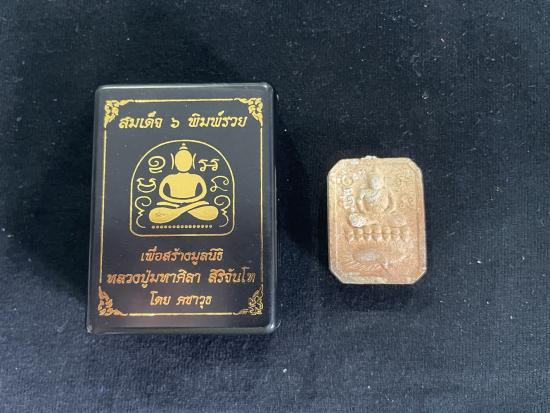 สมเด็จ ๖ พิมพ์รวย
เพื่อสร้างมูลนิธิ
หลวงปู่มหาศิลา สิริจันโท
โดย คชาวุธ